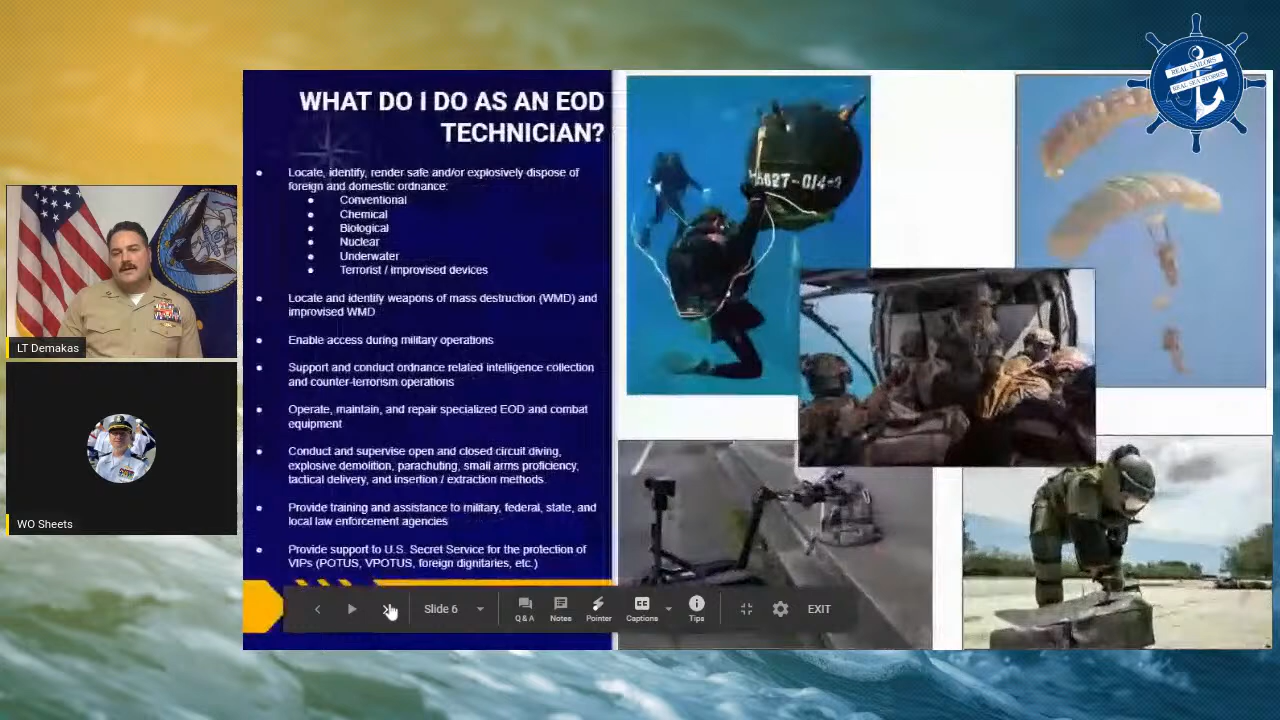 REAL SAILORS
REAL SEA STORIES
WHAT DO I DO AS AN EOD
TECHNICIAN?
● Locate, identify, render safe and/or explosively dispose of
foreign and domestic ordnance:
● Conventional
● Chemical
● Biological
● Nuclear
● Underwater
● Terrorist / improvised devices
● Locate and identify weapons of mass destruction (WMD) and
improvised WMD
● Enable access during military operations
● Support and conduct ordnance related intelligence collection
and counter-terrorism operations
● Operate, maintain, and repair specialized EOD and combat
equipment
● Conduct and supervise open and closed circuit diving,
explosive demolition, parachuting, small arms proficiency,
tactical delivery, and insertion / extraction methods.
● Provide training and assistance to military, federal, state, and
local law enforcement agencies
● Provide support to U.S. Secret Service for the protection of
VIPs (POTUS, VPOTUS, foreign dignitaries, etc.)
LT Demakas
WO Sheets
Slide 6
Q & A
Notes
Pointer
CC
Captions
Tips
EXIT